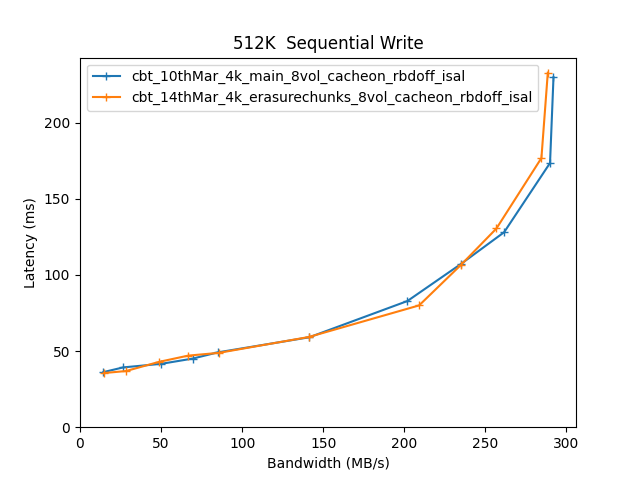 512K  Sequential Write
cbt_10thMar_4k_main_8vol_cacheon_rbdoff_isal
cbt_14thMar_4k_erasurechunks_8vol_cacheon_rbdoff_isal
Latency (ms)
200
150
100
50
0
0 50 100 150 200 250 300
Bandwidth (MB/s)